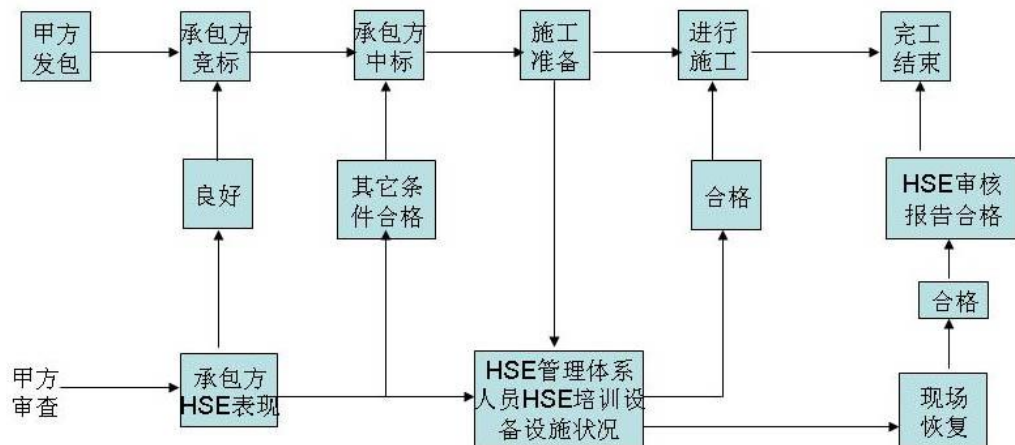 甲方
发包
承包方
竞标
承包方
中标
施工
准备
进行
施工
完工
结束
良好
其它条
件合格
合格
HSE审核
报告合格
合格
甲方
审查
承包方
HSE表现
HSE管理体系
人员HSE培训设
备设施状况
现场
恢复